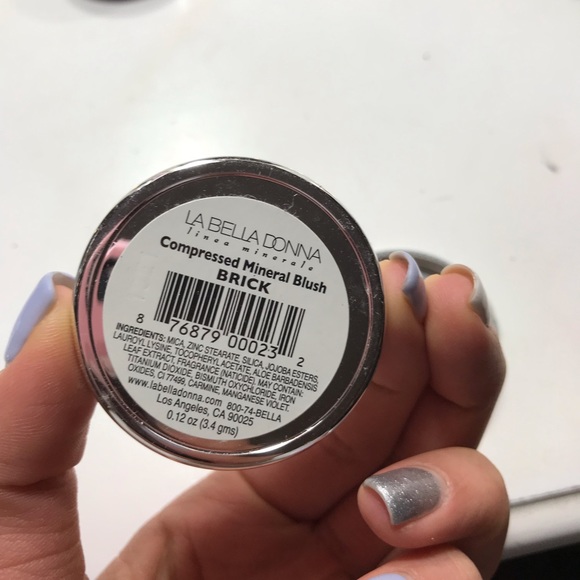 LA BELLA DONNA
linea minerale
Compressed Mineral Blush
BRICK
8 76879 00023 2
INGREDIENTS: MICA, ZINC STEARATE, SILICA, JOJOBA ESTERS,
LAUROYL LYSINE, TOCOPHERYL ACETATE, ALOE BARBADENSIS
LEAF EXTRACT, FRAGRANCE (NATICIDE). MAY CONTAIN:
TITANIUM DIOXIDE, BISMUTH OXYCHLORIDE, IRON
OXIDES, CI 77499, CARMINE, MANGANESE VIOLET.
www.labelladonna.com 800-74-BELLA
Los Angeles, CA 90025
0.12 oz (3.4 gms)